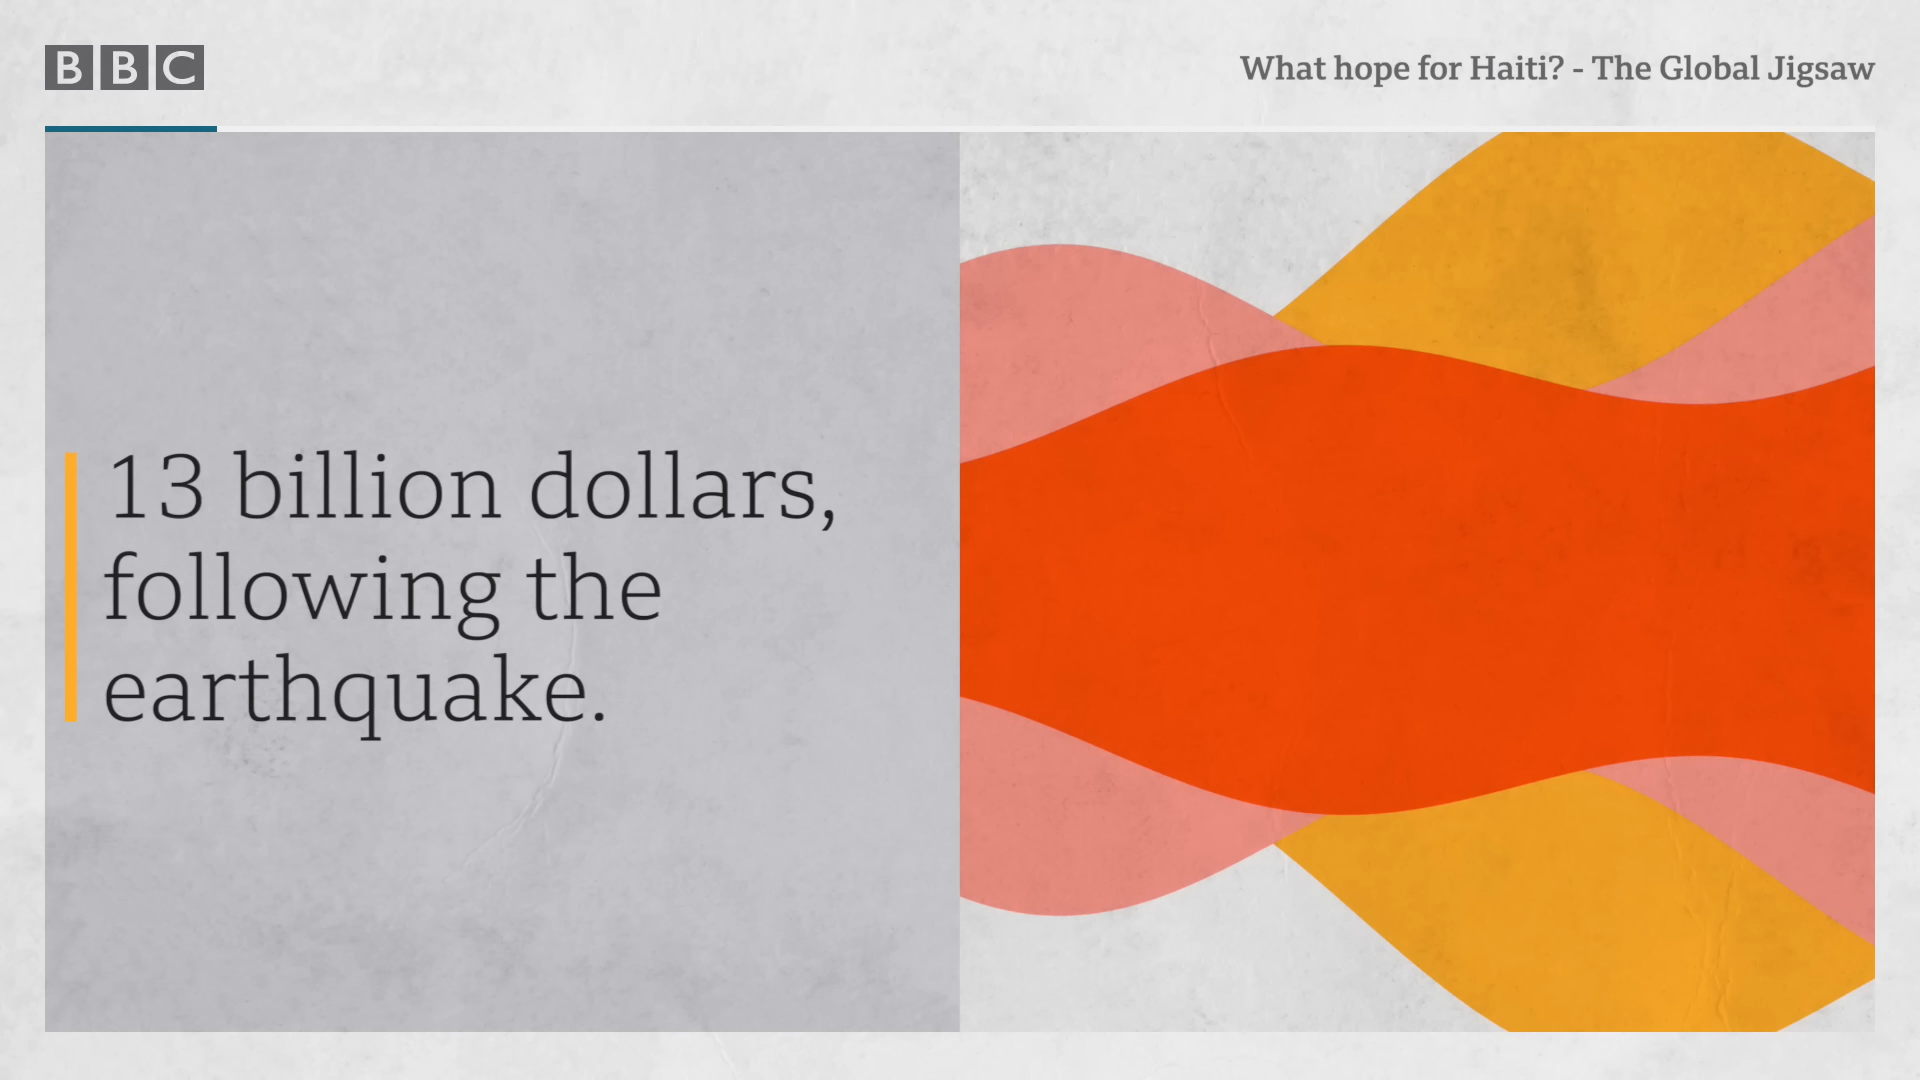 BBC
What hope for Haiti? - The Global Jigsaw
13 billion dollars,
following the
earthquake.